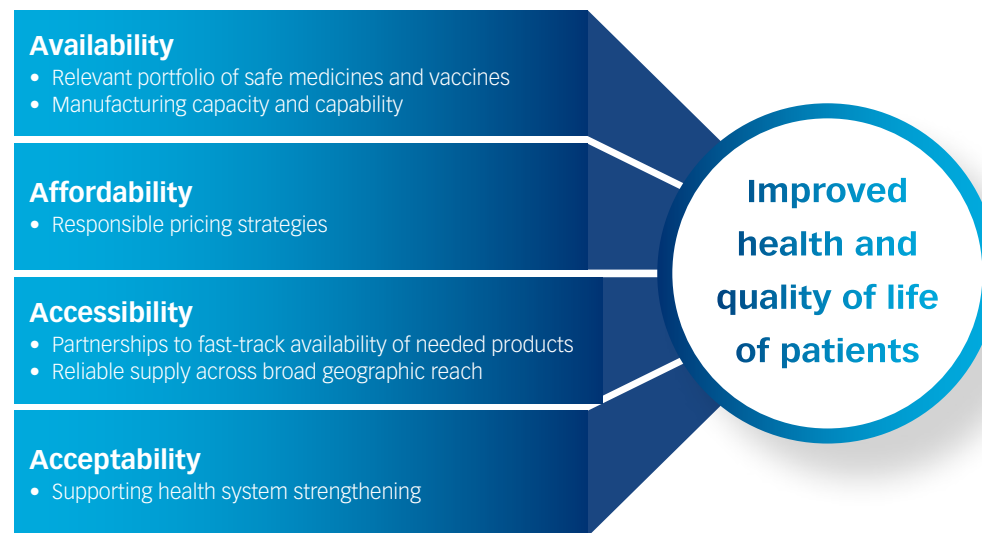 Availability
• Relevant portfolio of safe medicines and vaccines
• Manufacturing capacity and capability
Affordability
• Responsible pricing strategies
Accessibility
• Partnerships to fast-track availability of needed products
• Reliable supply across broad geographic reach
Acceptability
• Supporting health system strengthening
Improved
health and
quality of life
of patients